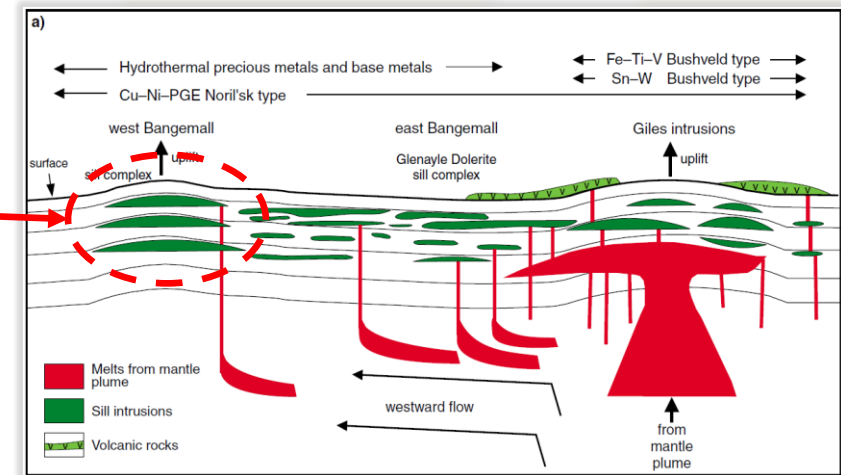 a)
Fe–Ti–V Bushveld type
Hydrothermal precious metals and base metals
Sn–W Bushveld type
Cu–Ni–PGE Noril'sk type
west Bangemall
east Bangemall
Giles intrusions
surface
uplift
sill complex
Glenayle Dolerite
sill complex
uplift
Melts from mantle
plume
Sill intrusions
Volcanic rocks
westward flow
from
mantle
plume